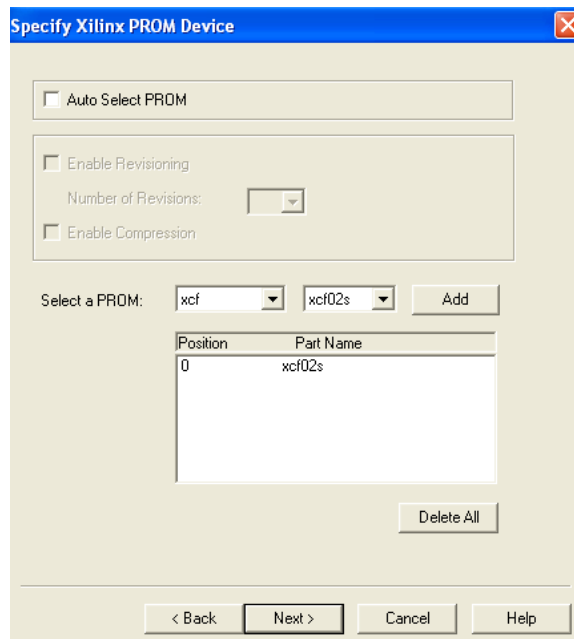 Specify Xilinx PROM Device
Auto Select PROM
Enable Revisioning
Number of Revisions:
Enable Compression
Select a PROM: xcf xcf02s Add
Position Part Name
0 xcf02s
Delete All
< Back Next > Cancel Help